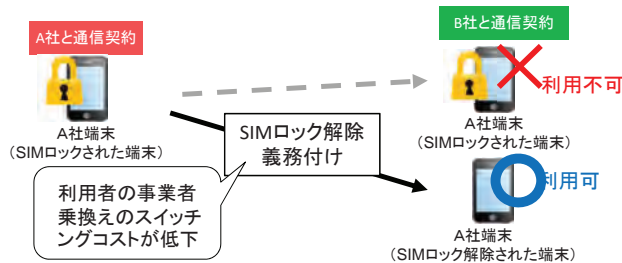 A社と通信契約
B社と通信契約
利用不可
A社端末
（SIMロックされた端末）
A社端末
（SIMロックされた端末）
SIMロック解除
義務付け
利用者の事業者
乗換えのスイッチ
ングコストが低下
利用可
A社端末
（SIMロック解除された端末）